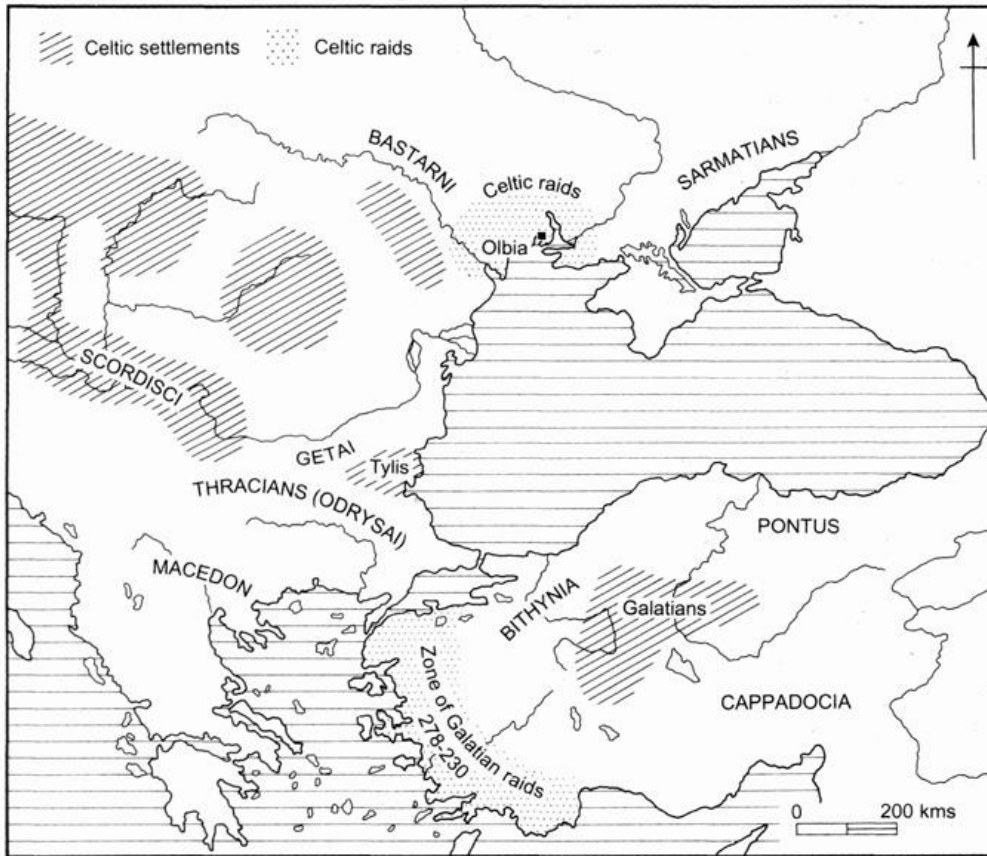 Celtic settlements
Celtic raids
BASTARNI
SARMATIANS
Celtic raids
Olbia
SCORDISCI
GETAI
Tylis
THRACIANS (ODRYSAI)
PONTUS
MACEDON
BITHYNIA
Galatians
Zone of Galatian raids
278-230
CAPPADOCIA
0 200 kms